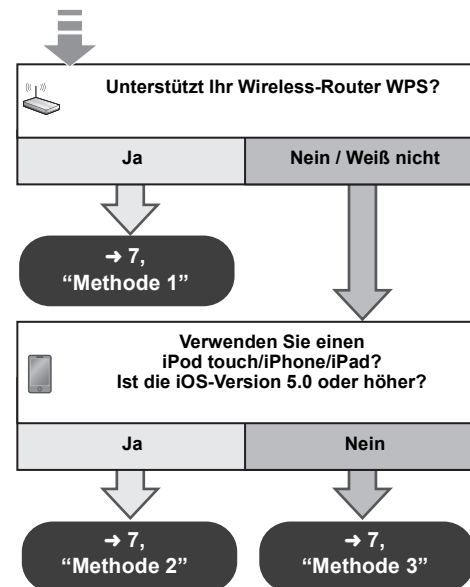 Unterstützt Ihr Wireless-Router WPS?
Ja
Nein / Weiß nicht
➔ 7,
“Methode 1”
Verwenden Sie einen
iPod touch/iPhone/iPad?
Ist die iOS-Version 5.0 oder höher?
Ja
Nein
➔ 7,
“Methode 2”
➔ 7,
“Methode 3”